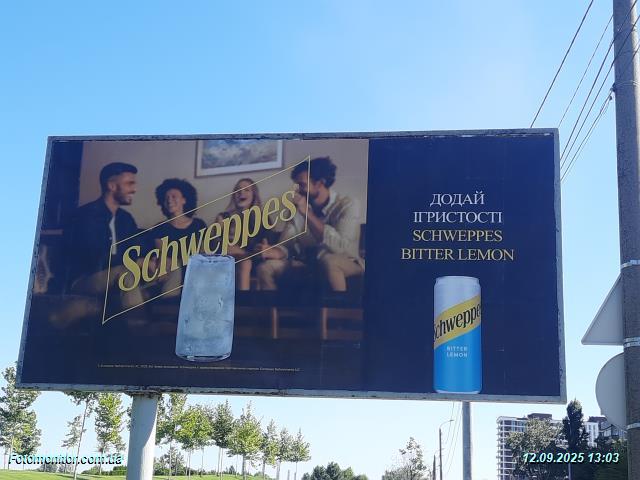 Schweppes
ДОДАЙ
ІГРИСТОСТІ
SCHWEPPES
BITTER LEMON
Schweppes
BITTER
LEMON
Fotomonitor.com.ua
12.09.2025 13:03